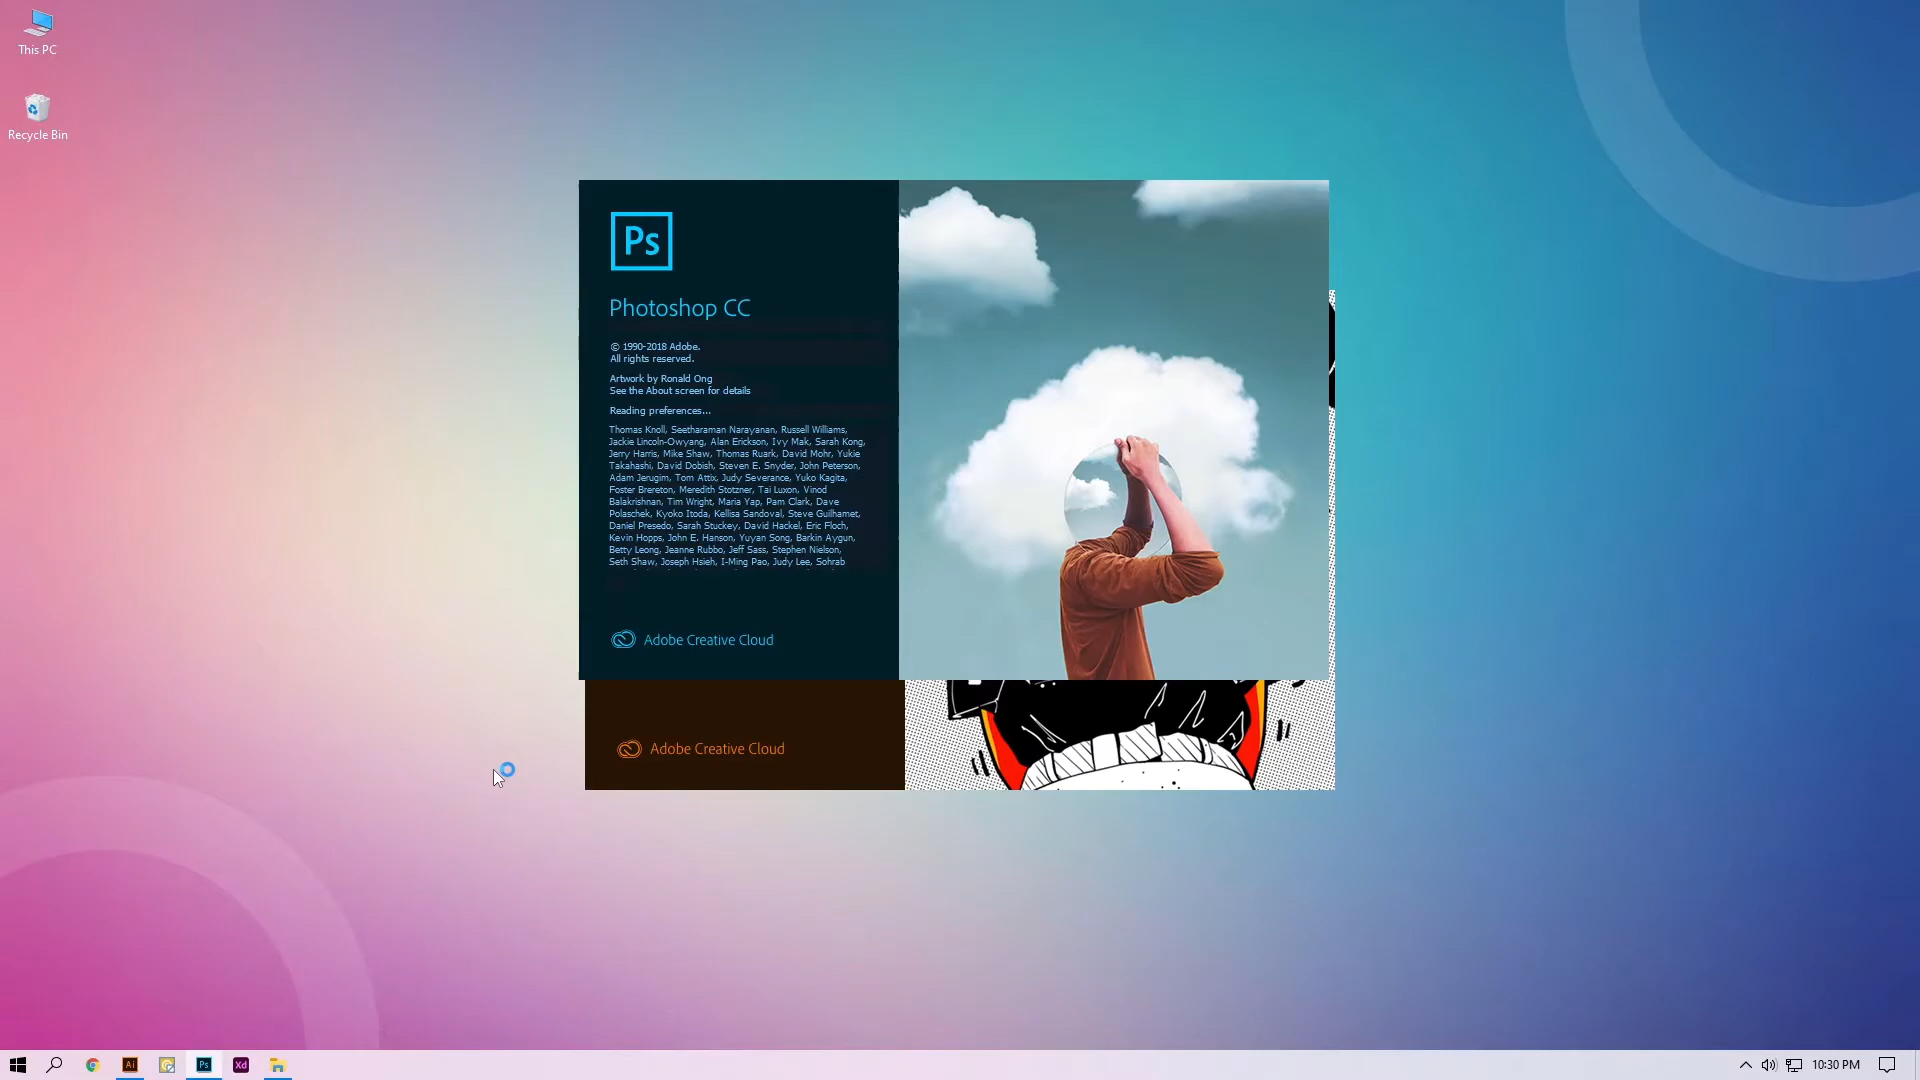 This PC
Recycle Bin
Ps
Photoshop CC
© 1990-2018 Adobe.
All rights reserved.
Artwork by Ronald Ong
See the About screen for details
Reading preferences...
Thomas Knoll, Seetharaman Narayanan, Russell Williams,
Jackie Lincoln-Owyang, Alan Erickson, Ivy Mak, Sarah Kong,
Jerry Harris, Mike Shaw, Thomas Ruark, David Mohr, Yukie
Takahashi, David Dobish, Steven E. Snyder, John Peterson,
Adam Jerugim, Tom Attix, Judy Severance, Yuko Kagita,
Foster Brereton, Meredith Stotzner, Tai Luxon, Vinod
Balakrishnan, Tim Wright, Maria Yap, Pam Clark, Dave
Polaschek, Kyoko Itoda, Kellisa Sandoval, Steve Guilhamet,
Daniel Presedo, Sarah Stuckey, David Hackel, Eric Floch,
Kevin Hopps, John E. Hanson, Yuyan Song, Barkin Aygun,
Betty Leong, Jeanne Rubbo, Jeff Sass, Stephen Nielson,
Seth Shaw, Joseph Hsieh, I-Ming Pao, Judy Lee, Sohrab
Adobe Creative Cloud
Adobe Creative Cloud
Ai
Ps
Xd
10:30 PM